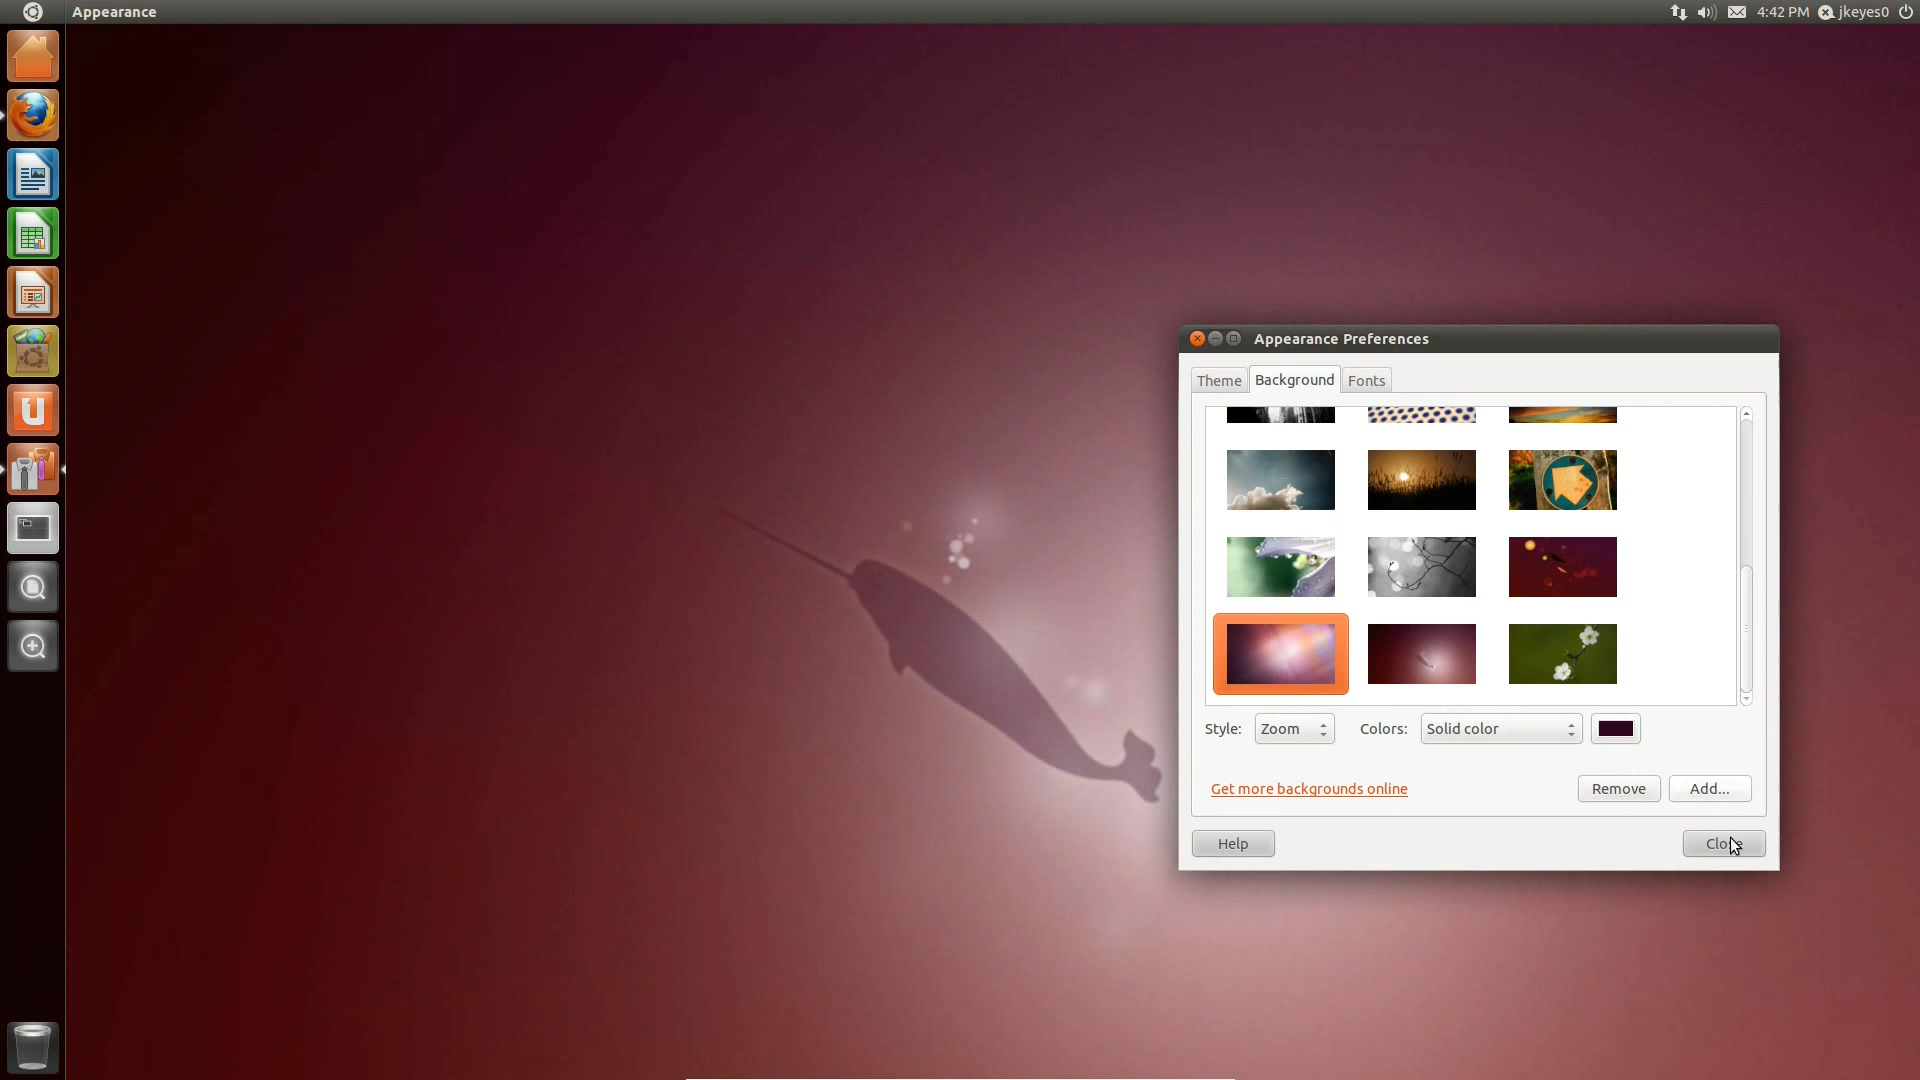 Appearance
4:42 PM
jkeyes0
Appearance Preferences
Theme
Background
Fonts
Style:
Zoom
Colors:
Solid color
Get more backgrounds online
Remove
Add...
Help
Close